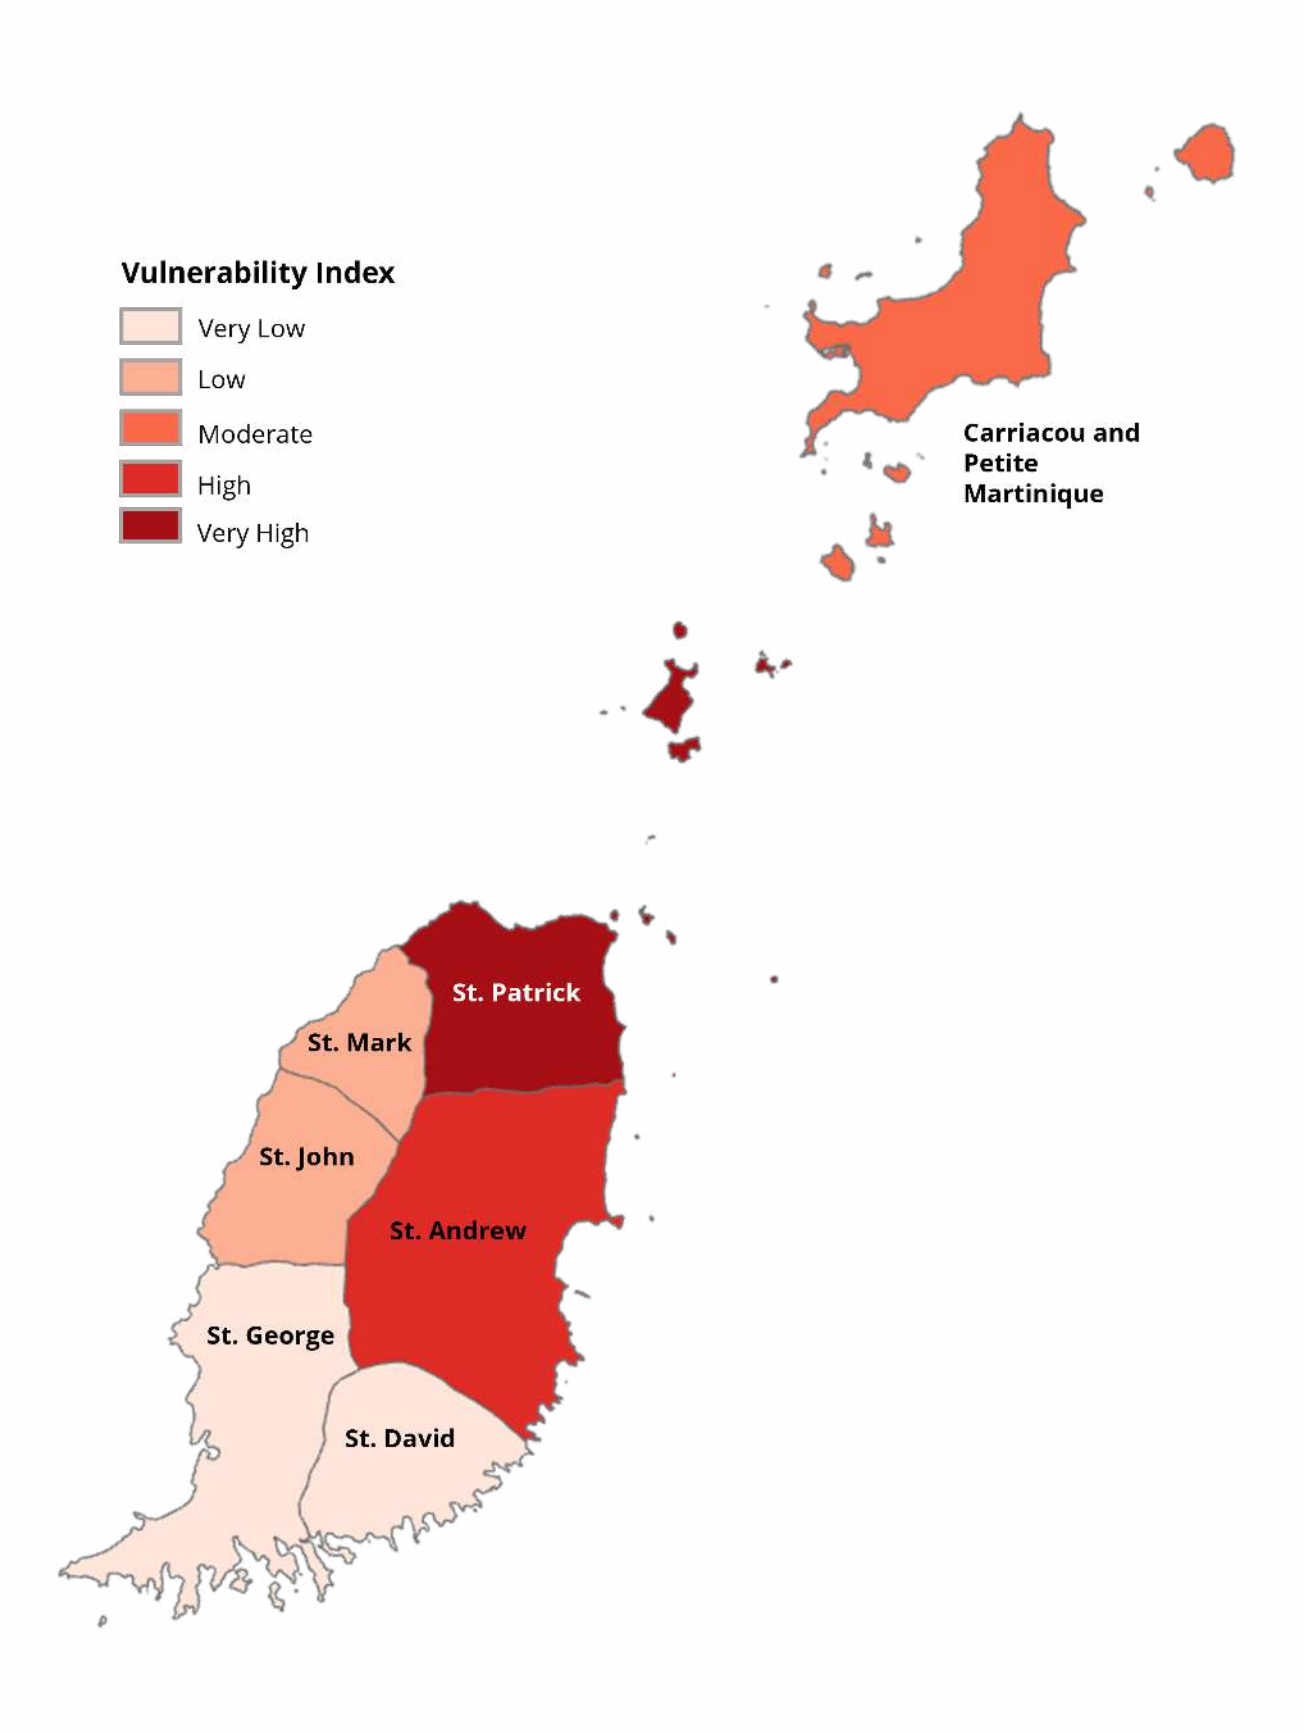 Vulnerability Index
Very Low
Low
Moderate
High
Very High
Carriacou and
Petite
Martinique
St. Patrick
St. Mark
St. John
St. Andrew
St. George
St. David